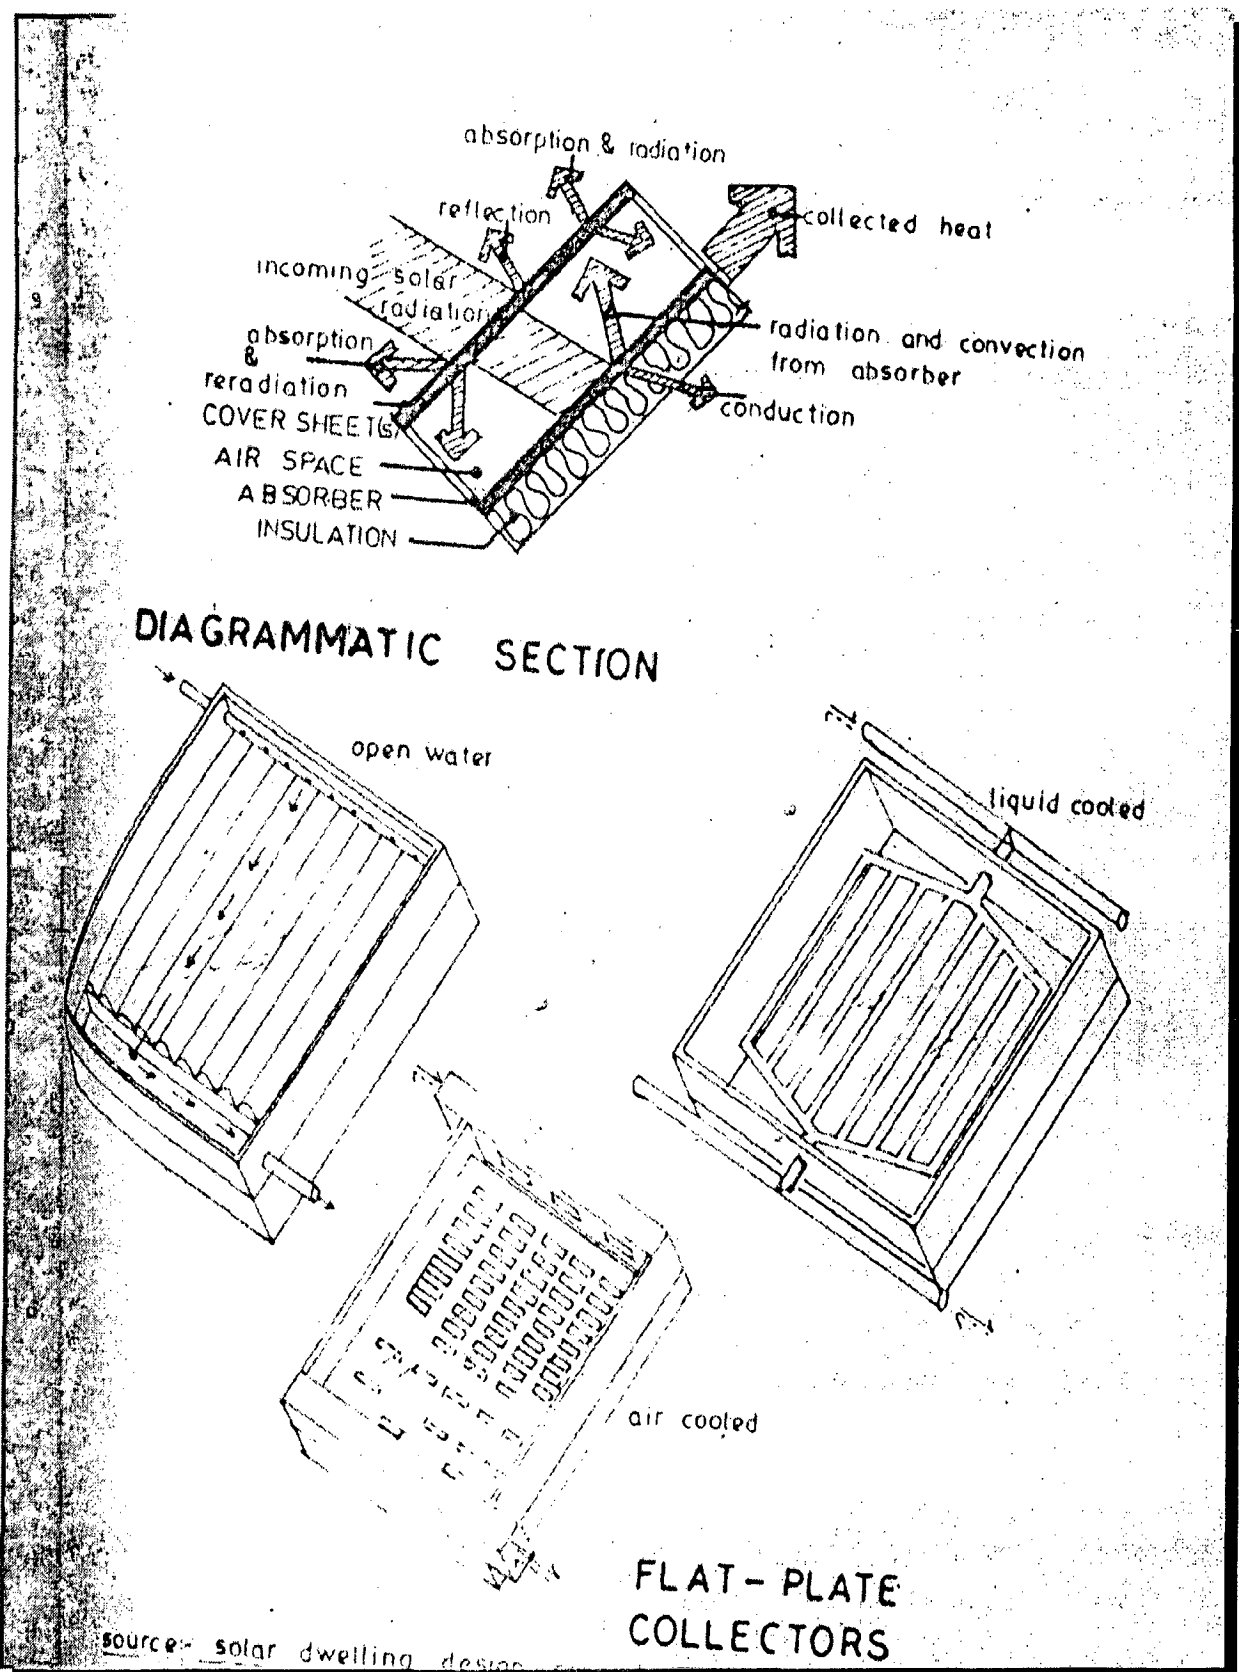 absorption & radiation
reflection
collected heat
incoming solar
radiation
absorption
&
reradiation
radiation and convection
from absorber
conduction
COVER SHEET(s)
AIR SPACE
ABSORBER
INSULATION
DIAGRAMMATIC SECTION
open water
liquid cooled
air cooled
FLAT-PLATE
COLLECTORS
source:- solar dwelling design